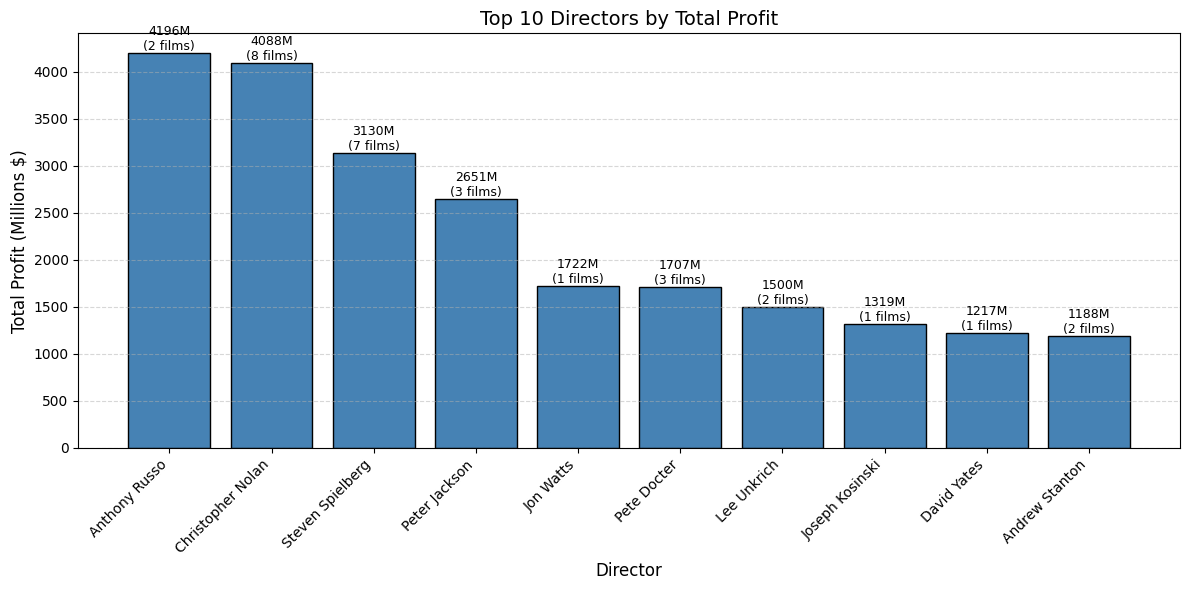 Top 10 Directors by Total Profit
4196M
(2 films)
4088M
(8 films)
3130M
(7 films)
2651M
(3 films)
1722M
(1 films)
1707M
(3 films)
1500M
(2 films)
1319M
(1 films)
1217M
(1 films)
1188M
(2 films)
Total Profit (Millions $)
4000
3500
3000
2500
2000
1500
1000
500
0
Anthony Russo
Christopher Nolan
Steven Spielberg
Peter Jackson
Jon Watts
Pete Docter
Lee Unkrich
Joseph Kosinski
David Yates
Andrew Stanton
Director